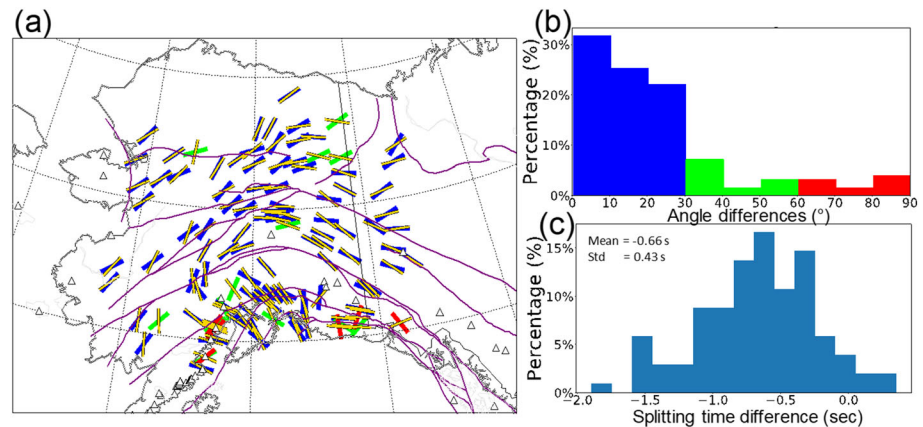 (a)
(b)
Percentage (%)
30%
20%
10%
0%
0 10 20 30 40 50 60 70 80 90
Angle differences (°)
(c)
Mean = -0.66 s
Std = 0.43 s
Percentage (%)
15%
10%
5%
0%
-2.0 -1.5 -1.0 -0.5 0.0
Splitting time difference (sec)